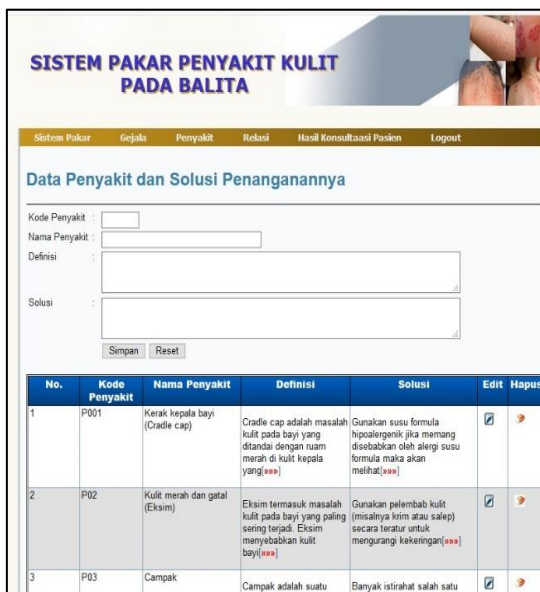 SISTEM PAKAR PENYAKIT KULIT
PADA BALITA
Sistem Pakar Gejala Penyakit Relasi Hasil Konsultaasi Pasien Logout
Data Penyakit dan Solusi Penanganannya
Kode Penyakit :
Nama Penyakit :
Definisi :
Solusi :
Simpan Reset
No. Kode Penyakit Nama Penyakit Definisi Solusi Edit Hapus
1 P001 Kerak kepala bayi
(Cradle cap)
Cradle cap adalah masalah
kulit pada bayi yang
ditandai dengan ruam
merah di kulit kepala
yang[»»»]
Gunakan susu formula
hipoalergenik jika memang
disebabkan oleh alergi susu
formula maka akan
melihat[»»»]
2 P02 Kulit merah dan gatal
(Eksim)
Eksim termasuk masalah
kulit pada bayi yang paling
sering terjadi. Eksim
menyebabkan kulit
bayi[»»»]
Gunakan pelembab kulit
(misalnya krim atau salep)
secara teratur untuk
mengurangi kekeringan[»»»]
3 P03 Campak
Campak adalah suatu
Banyak istirahat salah satu